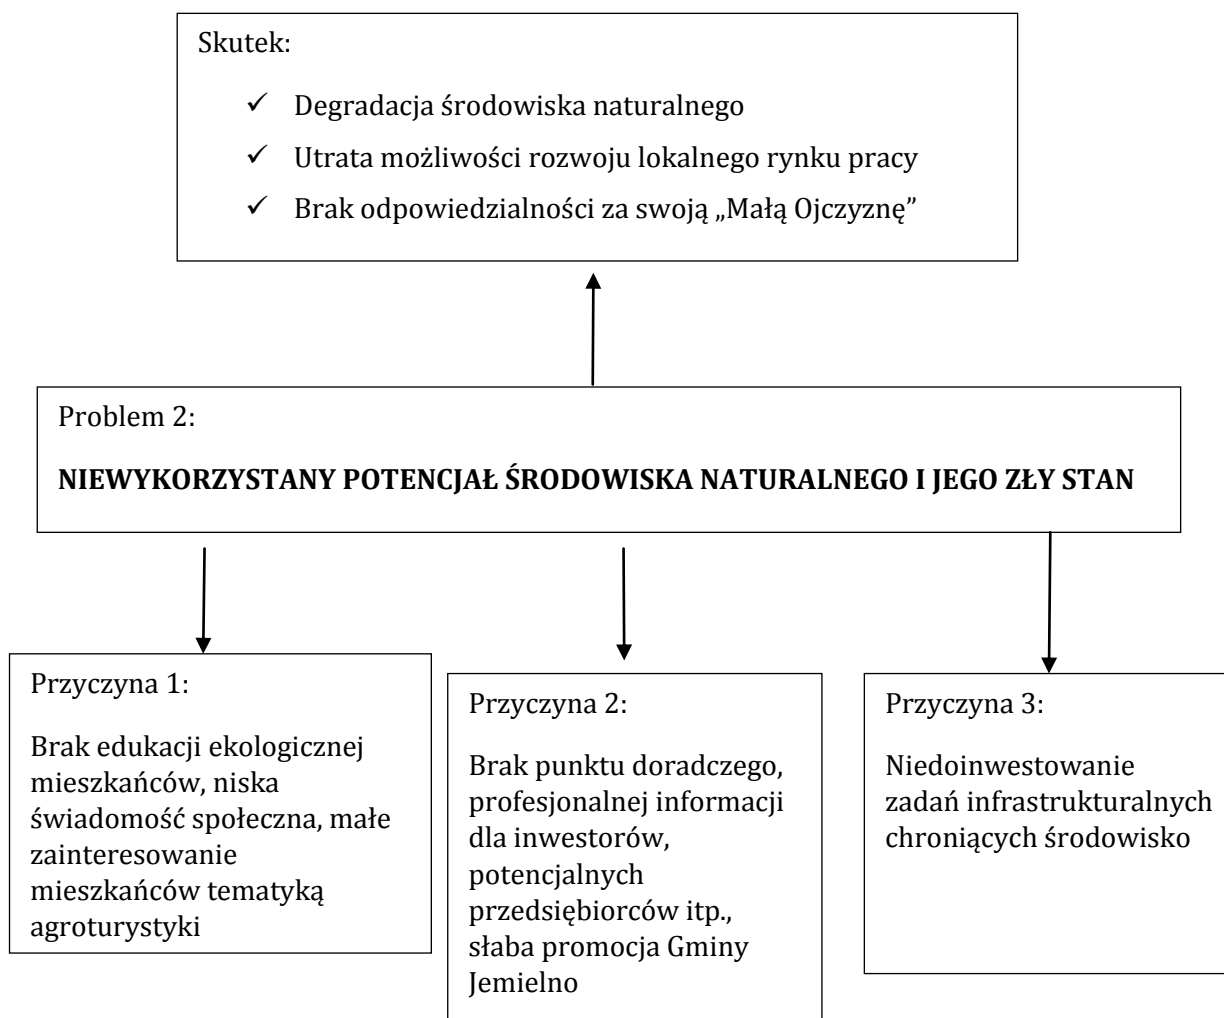 Skutek:
✓ Degradacja środowiska naturalnego
✓ Utrata możliwości rozwoju lokalnego rynku pracy
✓ Brak odpowiedzialności za swoją „Małą Ojczyznę”
Problem 2:
NIEWYKORZYSTANY POTENCJAŁ ŚRODOWISKA NATURALNEGO I JEGO ZŁY STAN
Przyczyna 1:
Brak edukacji ekologicznej
mieszkańców, niska
świadomość społeczna, małe
zainteresowanie
mieszkańców tematyką
agroturystyki
Przyczyna 2:
Brak punktu doradczego,
profesjonalnej informacji
dla inwestorów,
potencjalnych
przedsiębiorców itp.,
słaba promocja Gminy
Jemielno
Przyczyna 3:
Niedoinwestowanie
zadań infrastrukturalnych
chroniących środowisko